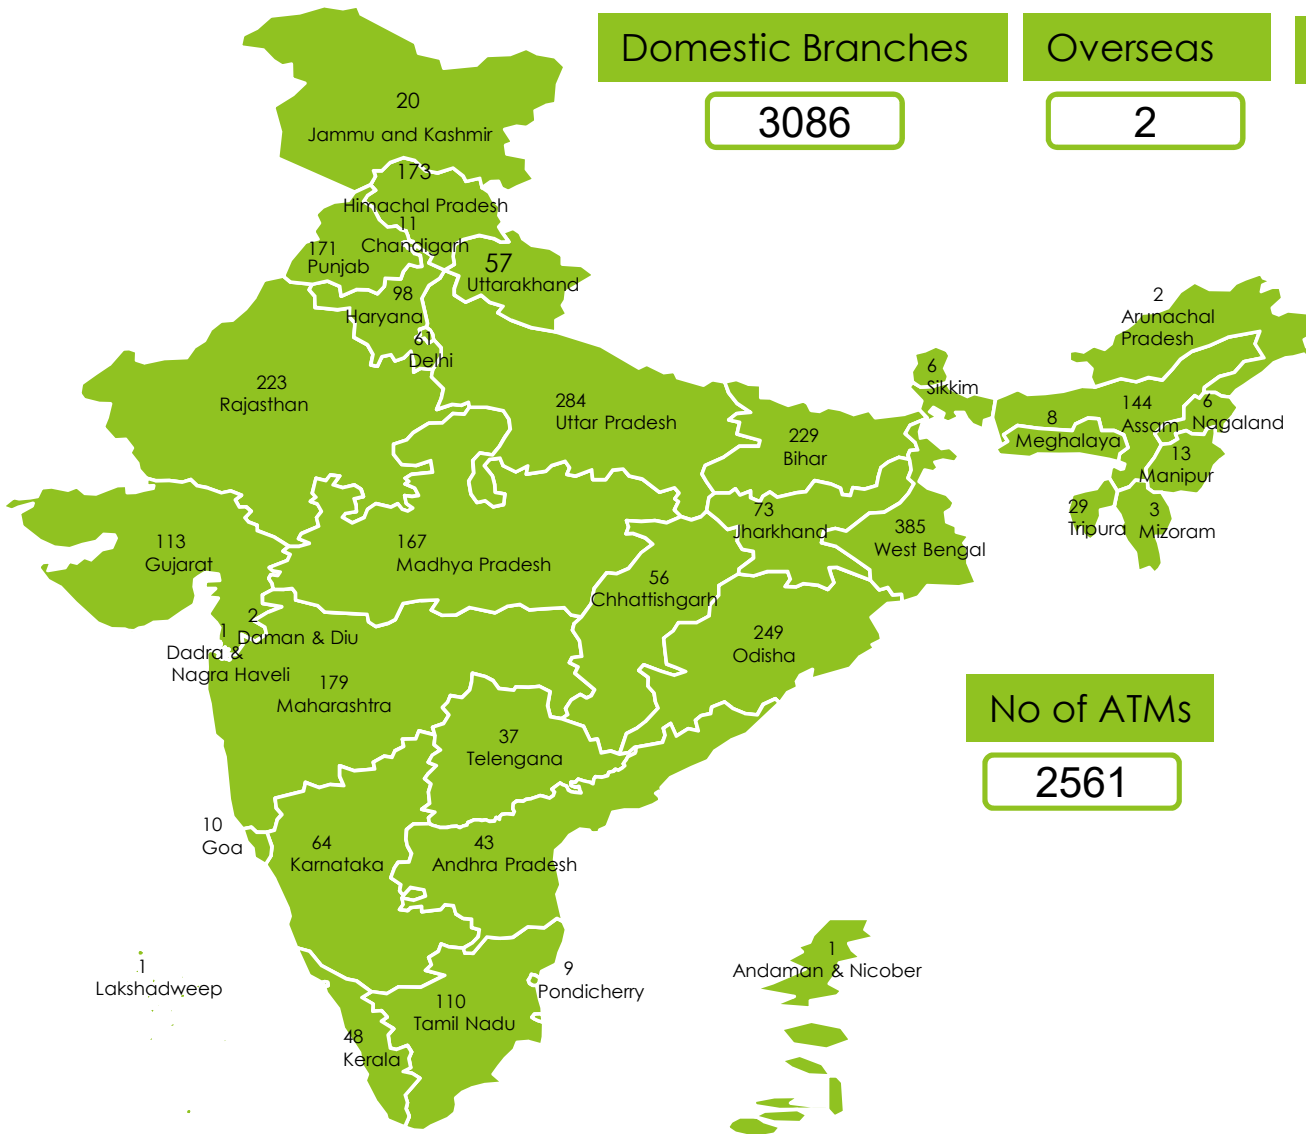 Domestic Branches
Overseas
3086
2
20
Jammu and Kashmir
173
Himachal Pradesh
11
Chandigarh
171
Punjab
57
Uttarakhand
98
Haryana
61
Delhi
2
Arunachal
Pradesh
223
Rajasthan
284
Uttar Pradesh
6
Sikkim
229
Bihar
144
Assam
6
Nagaland
8
Meghalaya
13
Manipur
73
Jharkhand
385
West Bengal
29
Tripura
3
Mizoram
113
Gujarat
167
Madhya Pradesh
56
Chhattishgarh
2
Daman & Diu
1
Dadra &
Nagra Haveli
249
Odisha
179
Maharashtra
No of ATMs
2561
37
Telengana
10
Goa
64
Karnataka
43
Andhra Pradesh
1
Lakshadweep
9
Pondicherry
1
Andaman & Nicober
110
Tamil Nadu
48
Kerala